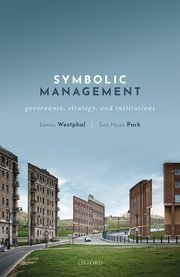 SYMBOLIC
MANAGEMENT
governance, strategy, and institutions
James Westphal | Sun Hyun Park
OXFORD